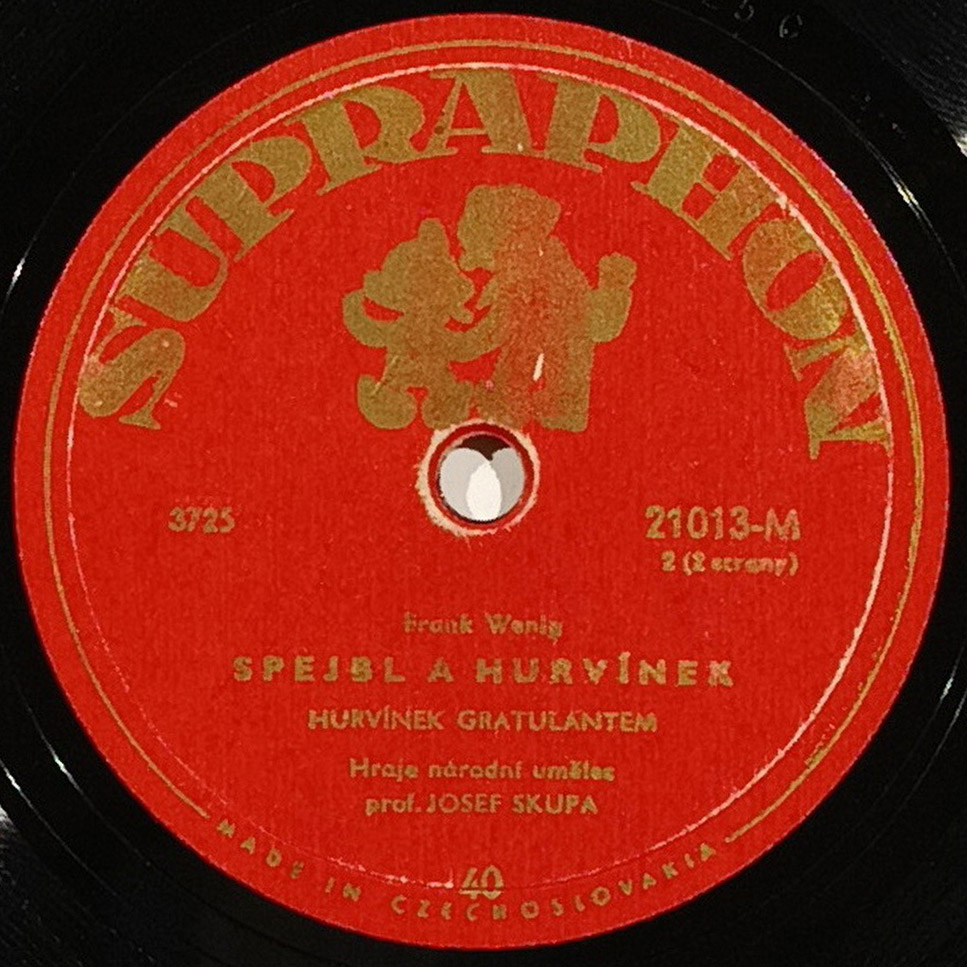 SUPRAPHON
3725
21013-M
2 (2 strany)
Frank Wenig
SPEJBL A HURVÍNEK
HURVÍNEK GRATULANTEM
Hraje národní umělec
prof. JOSEF SKUPA
40
MADE IN CZECHOSLOVAKIA